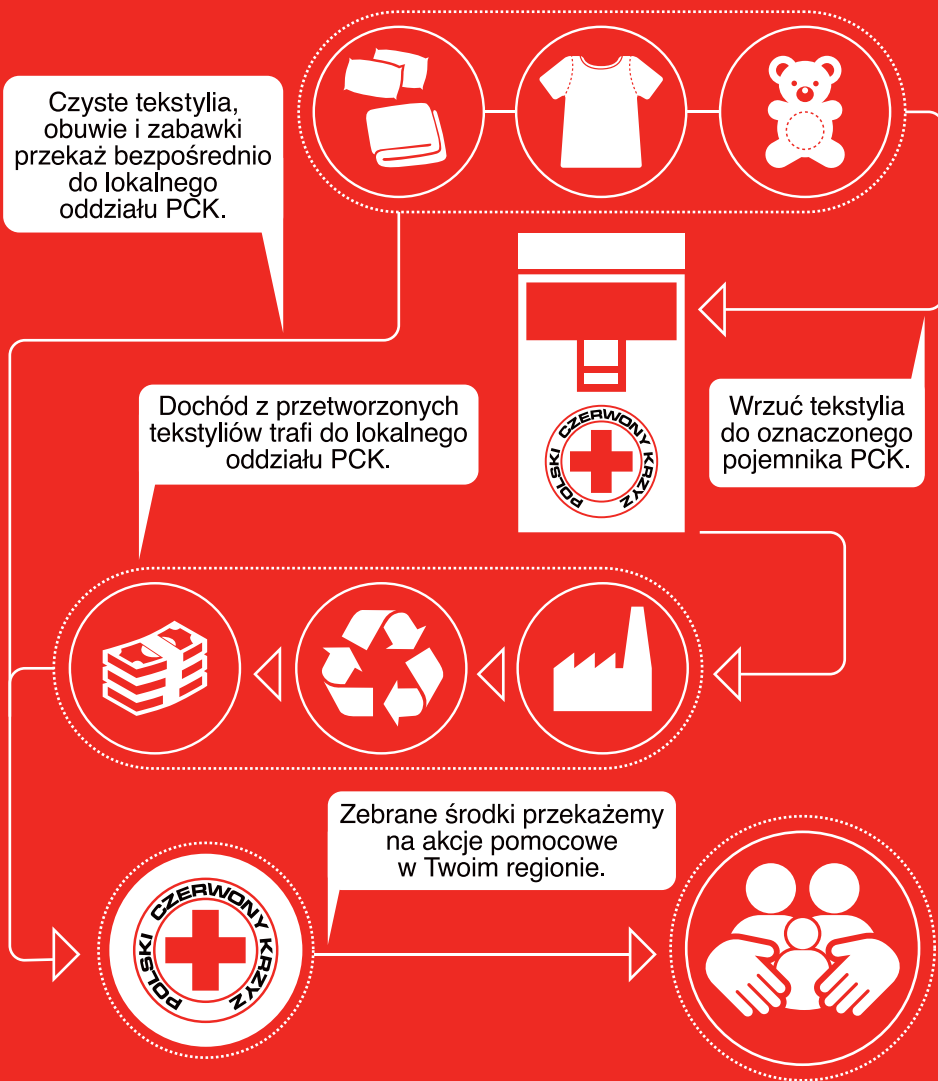 Czyste tekstylia,
obuwie i zabawki
przekaż bezpośrednio
do lokalnego
oddziału PCK.
Wrzuć tekstylia
do oznaczonego
pojemnika PCK.
POLSKI CZERWONY KRZYŻ
Dochód z przetworzonych
tekstyliów trafi do lokalnego
oddziału PCK.
Zebrane środki przekażemy
na akcje pomocowe
w Twoim regionie.
POLSKI CZERWONY KRZYŻ